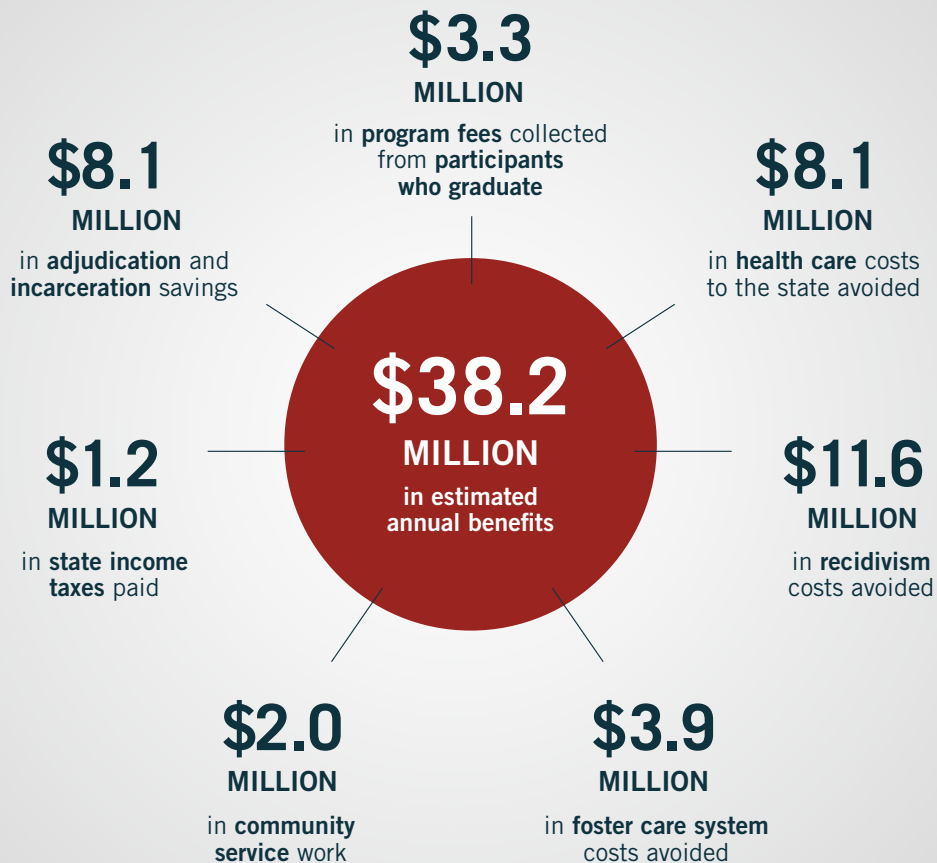 $3.3
MILLION
in program fees collected
from participants
who graduate
$8.1
MILLION
in adjudication and
incarceration savings
$8.1
MILLION
in health care costs
to the state avoided
$38.2
MILLION
in estimated
annual benefits
$1.2
MILLION
in state income
taxes paid
$11.6
MILLION
in recidivism
costs avoided
$2.0
MILLION
in community
service work
$3.9
MILLION
in foster care system
costs avoided